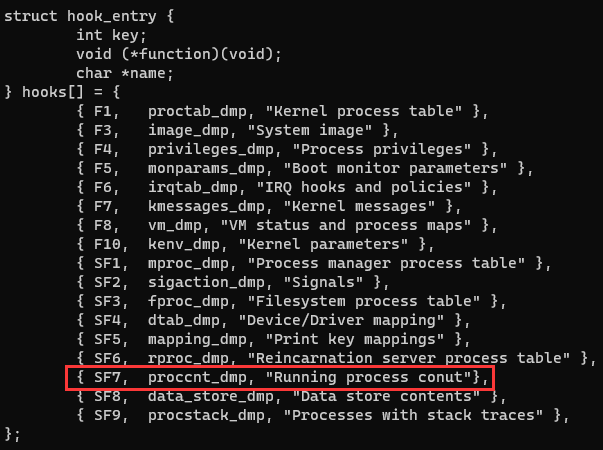 struct hook_entry {
int key;
void (*function)(void);
char *name;
} hooks[] = {
{ F1, proctab_dmp, "Kernel process table" },
{ F3, image_dmp, "System image" },
{ F4, privileges_dmp, "Process privileges" },
{ F5, monparams_dmp, "Boot monitor parameters" },
{ F6, irqtab_dmp, "IRQ hooks and policies" },
{ F7, kmessages_dmp, "Kernel messages" },
{ F8, vm_dmp, "VM status and process maps" },
{ F10, kenv_dmp, "Kernel parameters" },
{ SF1, mproc_dmp, "Process manager process table" },
{ SF2, sigaction_dmp, "Signals" },
{ SF3, fproc_dmp, "Filesystem process table" },
{ SF4, dtab_dmp, "Device/Driver mapping" },
{ SF5, mapping_dmp, "Print key mappings" },
{ SF6, rproc_dmp, "Reincarnation server process table" },
{ SF7, proccnt_dmp, "Running process conut"},
{ SF8, data_store_dmp, "Data store contents" },
{ SF9, procstack_dmp, "Processes with stack traces" },
};